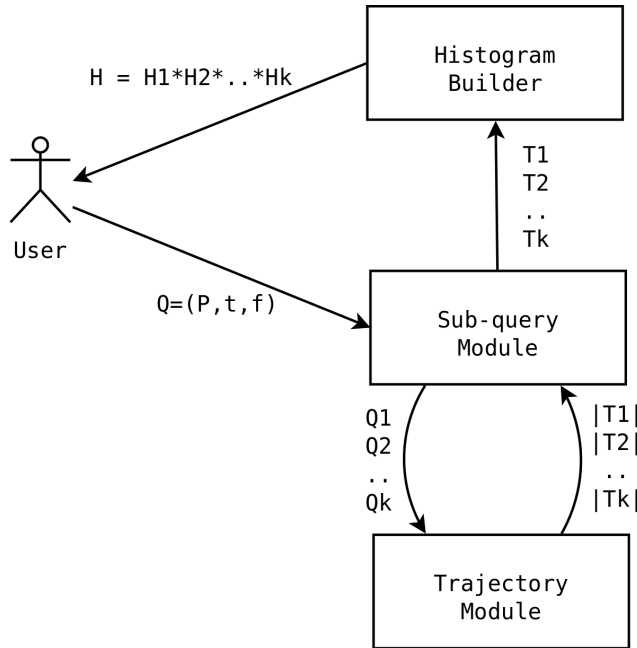 Histogram
Builder
H = H1*H2*..*Hk
T1
T2
..
Tk
User
Q=(P,t,f)
Sub-query
Module
Q1
Q2
..
Qk
|T1|
|T2|
..
|Tk|
Trajectory
Module